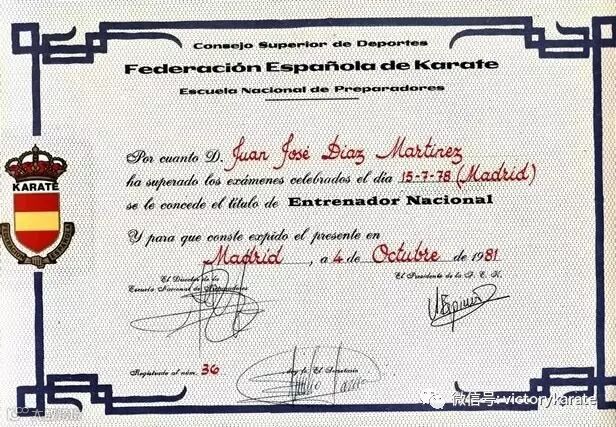 Consejo Superior de Deportes
Federación Española de Karate
Escuela Nacional de Preparadores
KARATE
Por cuanto D. Juan José Díaz Martínez
ha superado los exámenes celebrados el día 15-7-78 (Madrid)
se le concede el título de Entrenador Nacional
Y para que conste expido el presente en
Madrid, a 4 de Octubre de 1981
El Director de la
Escuela Nacional de Preparadores
El Presidente de la F. E. K.
Registrado al núm. 36
El Secretario
微信号: victorykarate